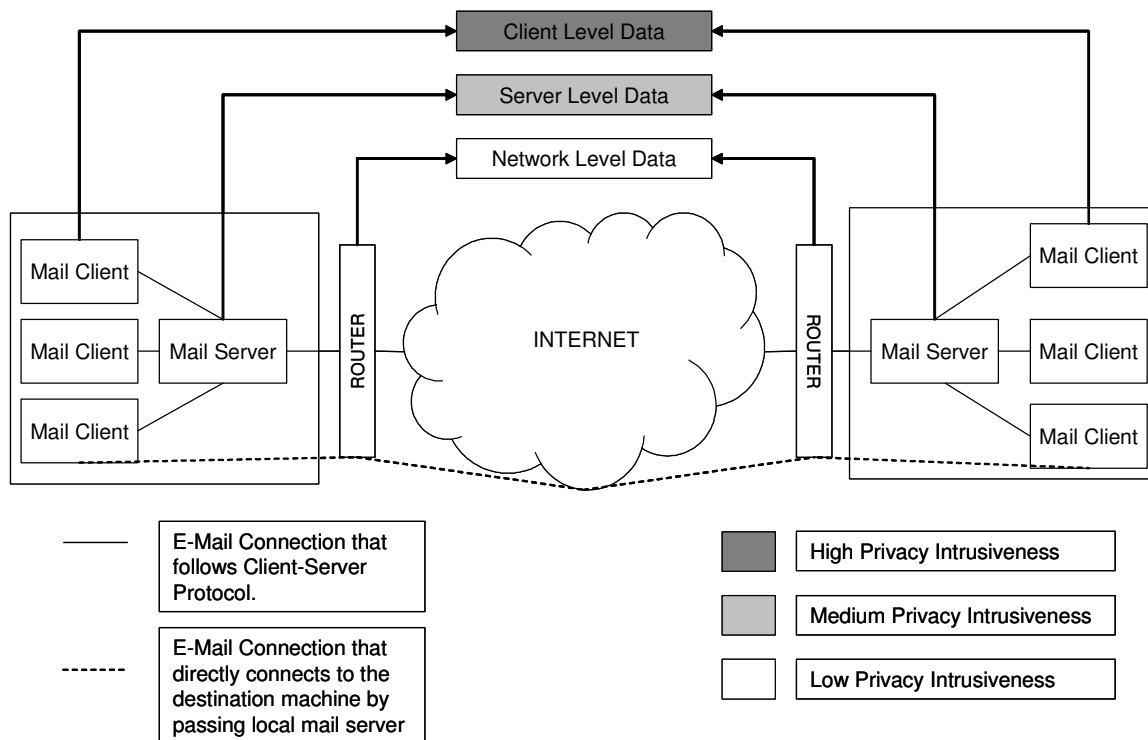 Client Level Data
Server Level Data
Network Level Data
Mail Client
Mail Client
Mail Client
Mail Server
ROUTER
INTERNET
ROUTER
Mail Server
Mail Client
Mail Client
Mail Client
E-Mail Connection that
follows Client-Server
Protocol.
E-Mail Connection that
directly connects to the
destination machine by
passing local mail server
High Privacy Intrusiveness
Medium Privacy Intrusiveness
Low Privacy Intrusiveness